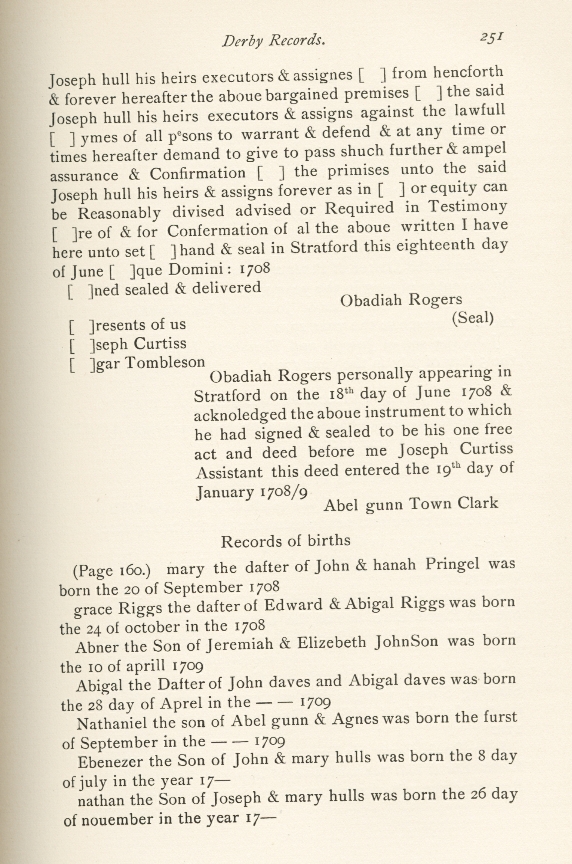 Derby Records. 251
Joseph hull his heirs executors & assignes [ ] from hencforth
& forever hereafter the aboue bargained premises [ ] the said
Joseph hull his heirs executors & assigns against the lawfull
[ ] ymes of all pᵉsons to warrant & defend & at any time or
times hereafter demand to give to pass shuch further & ampel
assurance & Confirmation [ ] the primises unto the said
Joseph hull his heirs & assigns forever as in [ ] or equity can
be Reasonably divised advised or Required in Testimony
[ ]re of & for Confermation of al the aboue written I have
here unto set [ ] hand & seal in Stratford this eighteenth day
of June [ ]que Domini: 1708
[ ]ned sealed & delivered
Obadiah Rogers
(Seal)
[ ]resents of us
[ ]seph Curtiss
[ ]gar Tombleson
Obadiah Rogers personally appearing in
Stratford on the 18ᵗʰ day of June 1708 &
acknoledged the aboue instrument to which
he had signed & sealed to be his one free
act and deed before me Joseph Curtiss
Assistant this deed entered the 19ᵗʰ day of
January 1708/9
Abel gunn Town Clark
Records of births
(Page 160.) mary the dafter of John & hanah Pringel was
born the 20 of September 1708
grace Riggs the dafter of Edward & Abigal Riggs was born
the 24 of october in the 1708
Abner the Son of Jeremiah & Elizebeth JohnSon was born
the 10 of aprill 1709
Abigal the Dafter of John daves and Abigal daves was born
the 28 day of Aprel in the — — 1709
Nathaniel the son of Abel gunn & Agnes was born the furst
of September in the — — 1709
Ebenezer the Son of John & mary hulls was born the 8 day
of july in the year 17—
nathan the Son of Joseph & mary hulls was born the 26 day
of nouember in the year 17—